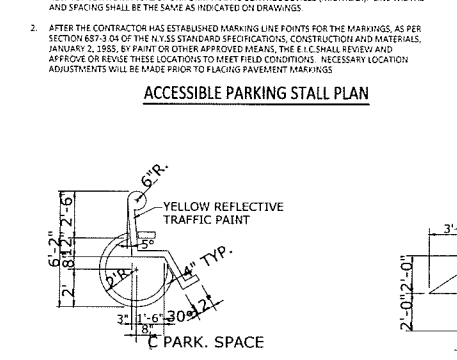 AND SPACING SHALL BE THE SAME AS INDICATED ON DRAWINGS.
2. AFTER THE CONTRACTOR HAS ESTABLISHED MARKING LINE POINTS FOR THE MARKINGS, AS PER
SECTION 687-3.04 OF THE N.Y.SS STANDARD SPECIFICATIONS, CONSTRUCTION AND MATERIALS,
JANUARY 2, 1985, BY PAINT OR OTHER APPROVED MEANS, THE E.I.C.SHALL REVIEW AND
APPROVE OR REVISE THESE LOCATIONS TO MEET FIELD CONDITIONS. NECESSARY LOCATION
ADJUSTMENTS WILL BE MADE PRIOR TO PLACING PAVEMENT MARKINGS
ACCESSIBLE PARKING STALL PLAN
6"R.
YELLOW REFLECTIVE
TRAFFIC PAINT
2'-6"
12"
6'-2"
8"
2'
5°
2'R.
4" TYP.
30°
12"
3" 1'-6"
8"
C PARK. SPACE
3'-
2'-0"
2'-0"